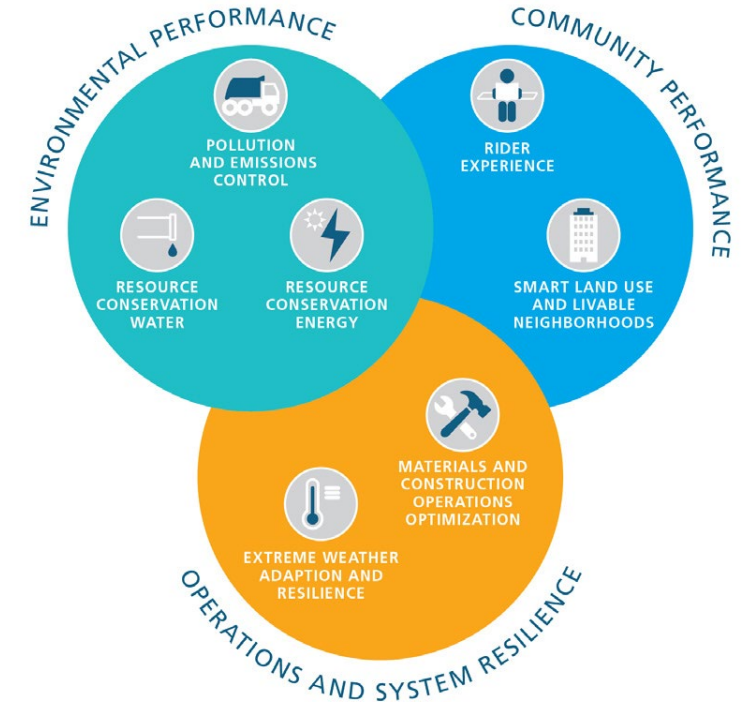 ENVIRONMENTAL PERFORMANCE
POLLUTION
AND EMISSIONS
CONTROL
RESOURCE
CONSERVATION
WATER
RESOURCE
CONSERVATION
ENERGY
COMMUNITY PERFORMANCE
RIDER
EXPERIENCE
SMART LAND USE
AND LIVABLE
NEIGHBORHOODS
MATERIALS AND
CONSTRUCTION
OPERATIONS
OPTIMIZATION
EXTREME WEATHER
ADAPTION AND
RESILIENCE
OPERATIONS AND SYSTEM RESILIENCE